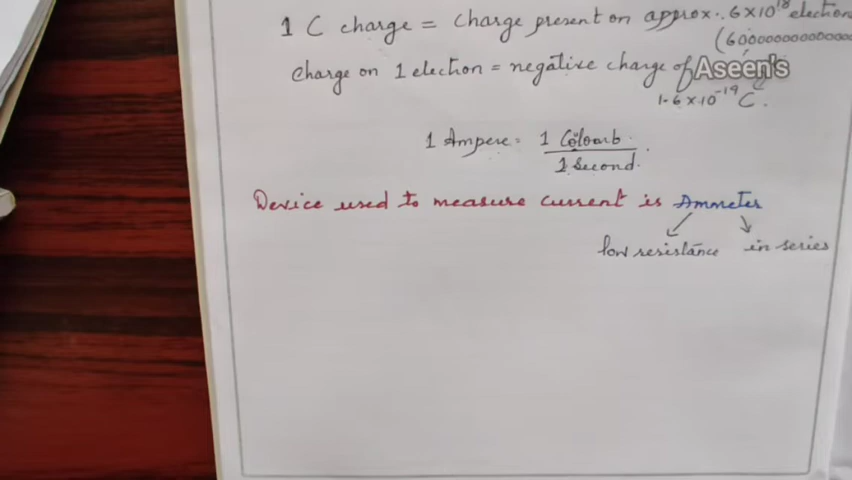 1 C charge = Charge present on approx. 6×10¹⁸ electron
(60000000000000
Charge on 1 electron = negative charge of
Aseen's
1.6×10⁻¹⁹ C.
1 Ampere = 1 Coloumb / 1 Second.
Device used to measure current is Ammeter
low resistance in series